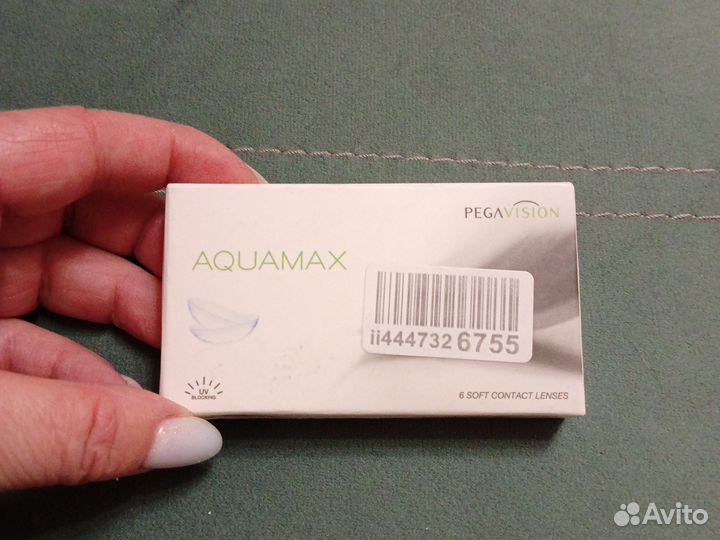 PEGAVISION
AQUAMAX
ii4447326755
UV
BLOCKING
6 SOFT CONTACT LENSES
Avito